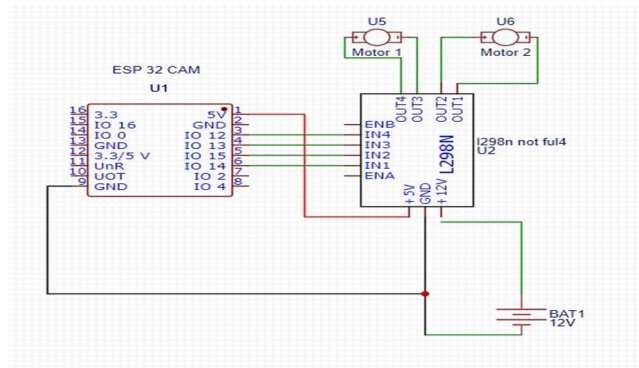 U5
Motor 1
U6
Motor 2
ESP 32 CAM
U1
16 3.3
15 IO 16
14 IO 0
13 GND
12 3.3/5 V
11 UnR
10 UOT
9 GND
5V 1
GND 2
IO 12 3
IO 13 4
IO 15 5
IO 14 6
IO 2 7
IO 4 8
OUT4
OUT3
OUT2
OUT1
ENB
IN4
IN3
IN2
IN1
ENA
L298N
+5V
GND
+12V
l298n not ful4
U2
BAT1
12V